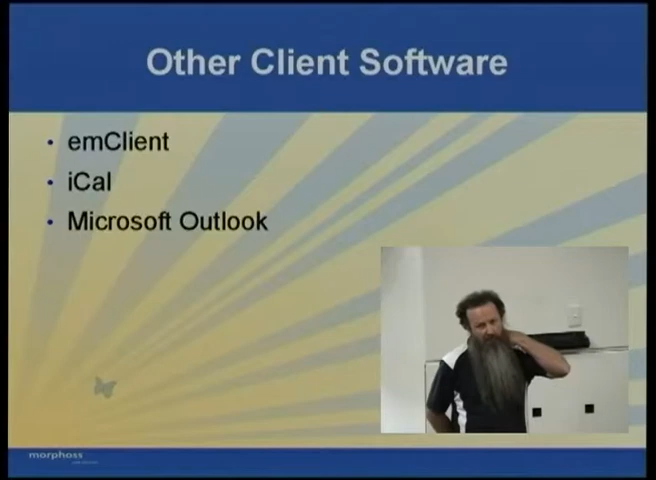 Other Client Software
emClient
iCal
Microsoft Outlook
morphoss